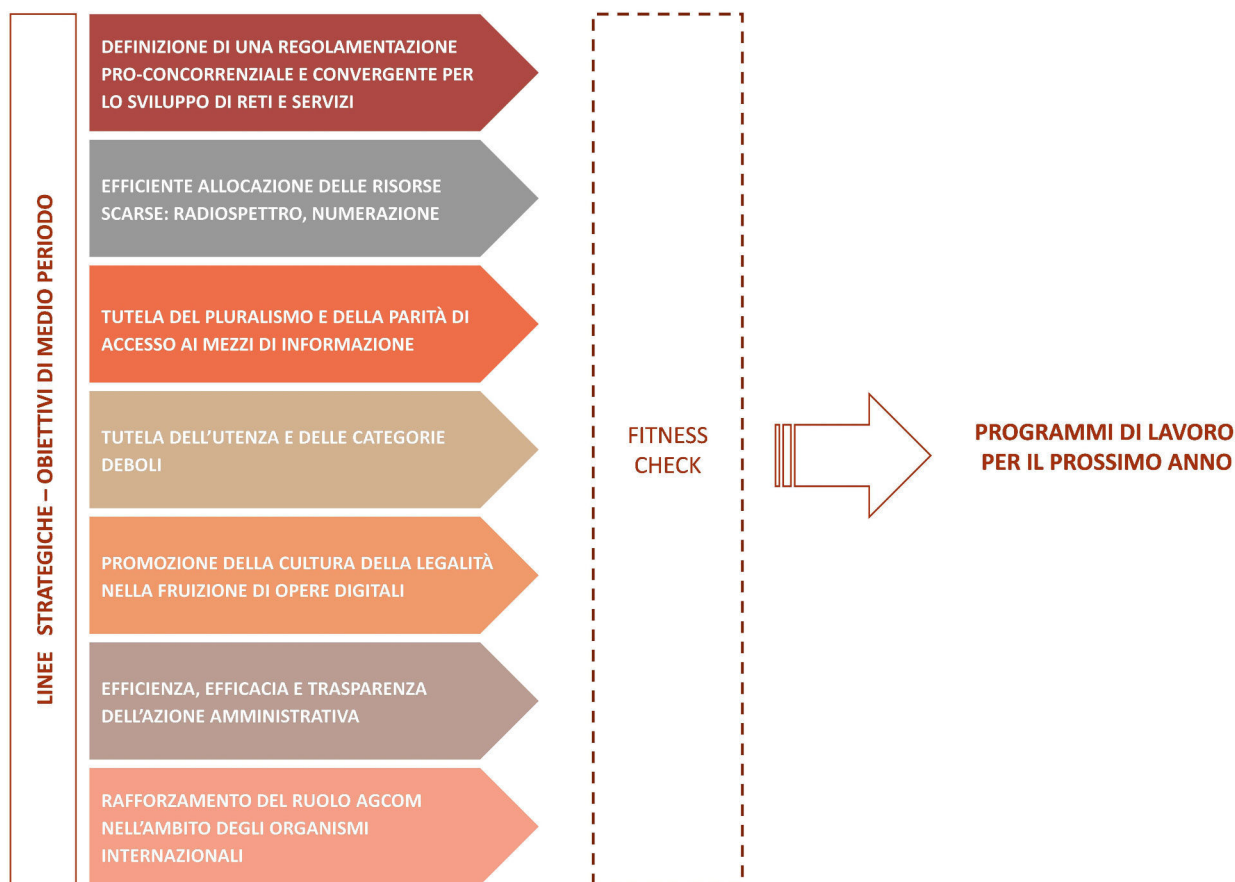 LINEE STRATEGICHE – OBIETTIVI DI MEDIO PERIODO
DEFINIZIONE DI UNA REGOLAMENTAZIONE
PRO-CONCORRENZIALE E CONVERGENTE PER
LO SVILUPPO DI RETI E SERVIZI
EFFICIENTE ALLOCAZIONE DELLE RISORSE
SCARSE: RADIOSPETTRO, NUMERAZIONE
TUTELA DEL PLURALISMO E DELLA PARITÀ DI
ACCESSO AI MEZZI DI INFORMAZIONE
TUTELA DELL’UTENZA E DELLE CATEGORIE
DEBOLI
PROMOZIONE DELLA CULTURA DELLA LEGALITÀ
NELLA FRUIZIONE DI OPERE DIGITALI
EFFICIENZA, EFFICACIA E TRASPARENZA
DELL’AZIONE AMMINISTRATIVA
RAFFORZAMENTO DEL RUOLO AGCOM
NELL’AMBITO DEGLI ORGANISMI
INTERNAZIONALI
FITNESS
CHECK
PROGRAMMI DI LAVORO
PER IL PROSSIMO ANNO